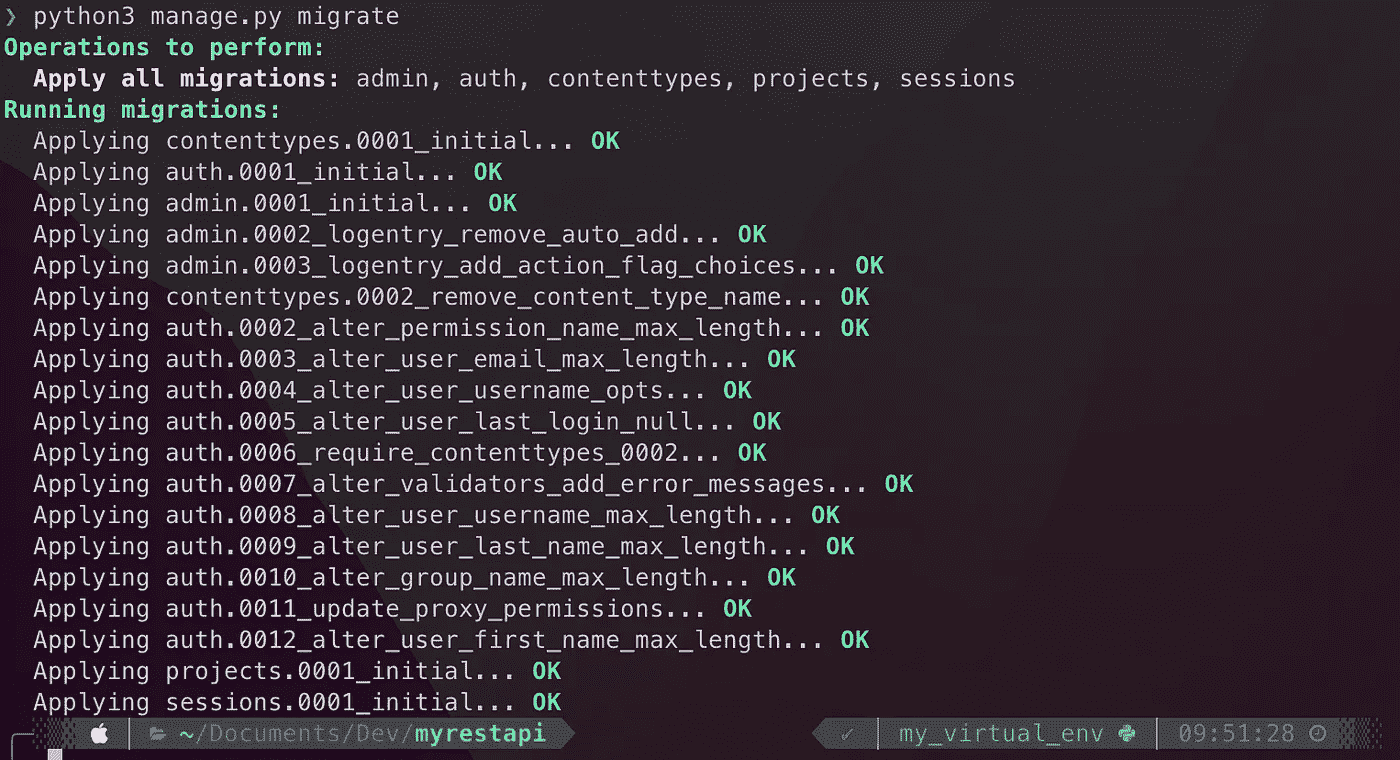 ❯ python3 manage.py migrate
Operations to perform:
  Apply all migrations: admin, auth, contenttypes, projects, sessions
Running migrations:
  Applying contenttypes.0001_initial... OK
  Applying auth.0001_initial... OK
  Applying admin.0001_initial... OK
  Applying admin.0002_logentry_remove_auto_add... OK
  Applying admin.0003_logentry_add_action_flag_choices... OK
  Applying contenttypes.0002_remove_content_type_name... OK
  Applying auth.0002_alter_permission_name_max_length... OK
  Applying auth.0003_alter_user_email_max_length... OK
  Applying auth.0004_alter_user_username_opts... OK
  Applying auth.0005_alter_user_last_login_null... OK
  Applying auth.0006_require_contenttypes_0002... OK
  Applying auth.0007_alter_validators_add_error_messages... OK
  Applying auth.0008_alter_user_username_max_length... OK
  Applying auth.0009_alter_user_last_name_max_length... OK
  Applying auth.0010_alter_group_name_max_length... OK
  Applying auth.0011_update_proxy_permissions... OK
  Applying auth.0012_alter_user_first_name_max_length... OK
  Applying projects.0001_initial... OK
  Applying sessions.0001_initial... OK
~/Documents/Dev/myrestapi ✓ my_virtual_env 09:51:28